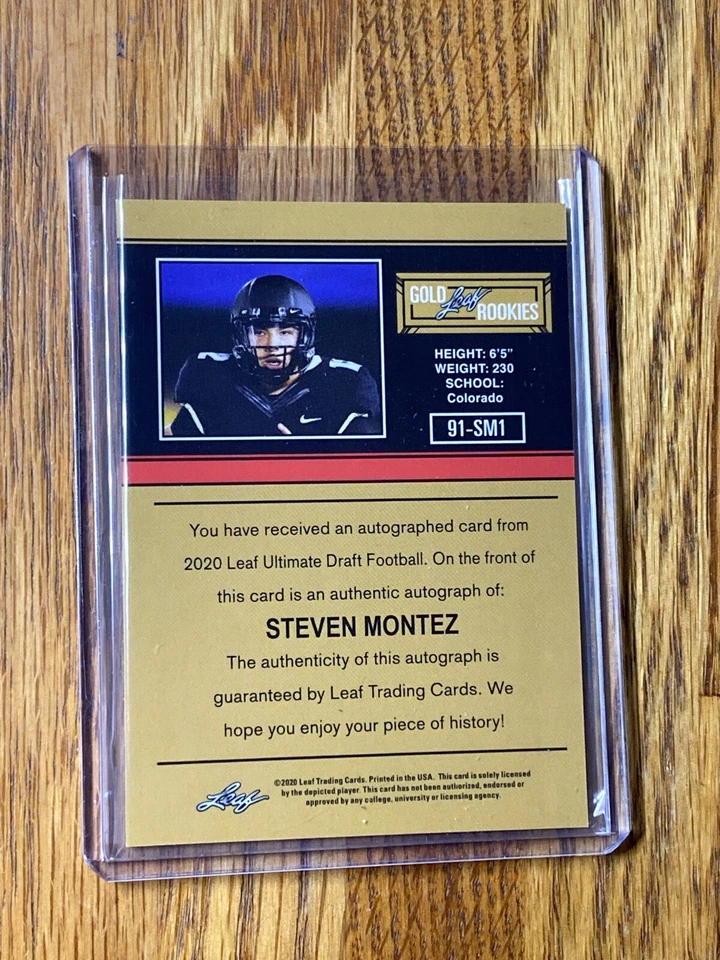 GOLD Leaf ROOKIES
HEIGHT: 6'5"
WEIGHT: 230
SCHOOL:
Colorado
91-SM1
You have received an autographed card from
2020 Leaf Ultimate Draft Football. On the front of
this card is an authentic autograph of:
STEVEN MONTEZ
The authenticity of this autograph is
guaranteed by Leaf Trading Cards. We
hope you enjoy your piece of history!
Leaf
©2020 Leaf Trading Cards. Printed in the USA. This card is solely licensed
by the depicted player. This card has not been authorized, endorsed or
approved by any college, university or licensing agency.